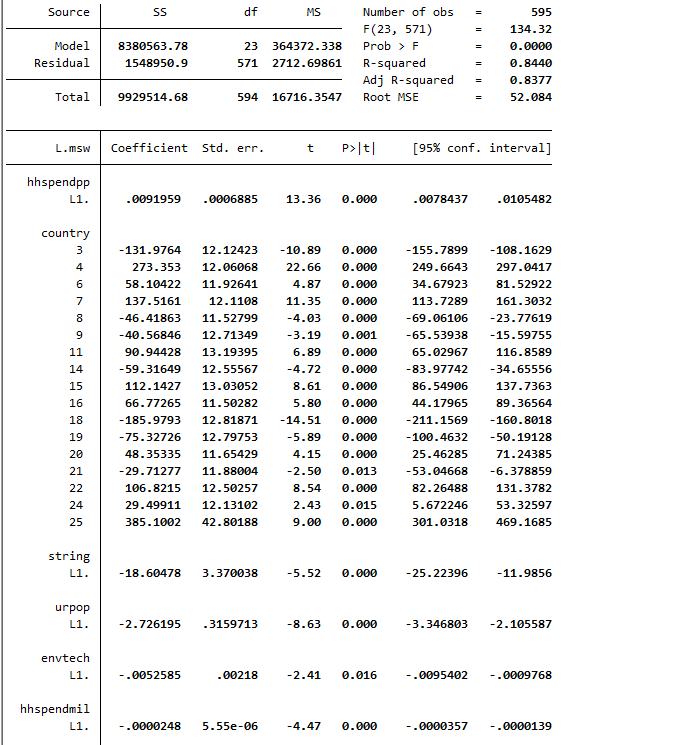 Source | SS df MS Number of obs = 595
F(23, 571) = 134.32
Model | 8380563.78 23 364372.338 Prob > F = 0.0000
Residual | 1548950.9 571 2712.69861 R-squared = 0.8440
Adj R-squared = 0.8377
Total | 9929514.68 594 16716.3547 Root MSE = 52.084
L.msw | Coefficient Std. err. t P>|t| [95% conf. interval]
hhspendpp
L1. .0091959 .0006885 13.36 0.000 .0078437 .0105482
country
3 -131.9764 12.12423 -10.89 0.000 -155.7899 -108.1629
4 273.353 12.06068 22.66 0.000 249.6643 297.0417
6 58.10422 11.92641 4.87 0.000 34.67923 81.52922
7 137.5161 12.1108 11.35 0.000 113.7289 161.3032
8 -46.41863 11.52799 -4.03 0.000 -69.06106 -23.77619
9 -40.56846 12.71349 -3.19 0.001 -65.53938 -15.59755
11 90.94428 13.19395 6.89 0.000 65.02967 116.8589
14 -59.31649 12.55567 -4.72 0.000 -83.97742 -34.65556
15 112.1427 13.03052 8.61 0.000 86.54906 137.7363
16 66.77265 11.50282 5.80 0.000 44.17965 89.36564
18 -185.9793 12.81871 -14.51 0.000 -211.1569 -160.8018
19 -75.32726 12.79753 -5.89 0.000 -100.4632 -50.19128
20 48.35335 11.65429 4.15 0.000 25.46285 71.24385
21 -29.71277 11.88004 -2.50 0.013 -53.04668 -6.378859
22 106.8215 12.50257 8.54 0.000 82.26488 131.3782
24 29.49911 12.13102 2.43 0.015 5.672246 53.32597
25 385.1002 42.80188 9.00 0.000 301.0318 469.1685
string
L1. -18.60478 3.370038 -5.52 0.000 -25.22396 -11.9856
urpop
L1. -2.726195 .3159713 -8.63 0.000 -3.346803 -2.105587
envtech
L1. -.0052585 .00218 -2.41 0.016 -.0095402 -.0009768
hhspendmil
L1. -.0000248 5.55e-06 -4.47 0.000 -.0000357 -.0000139